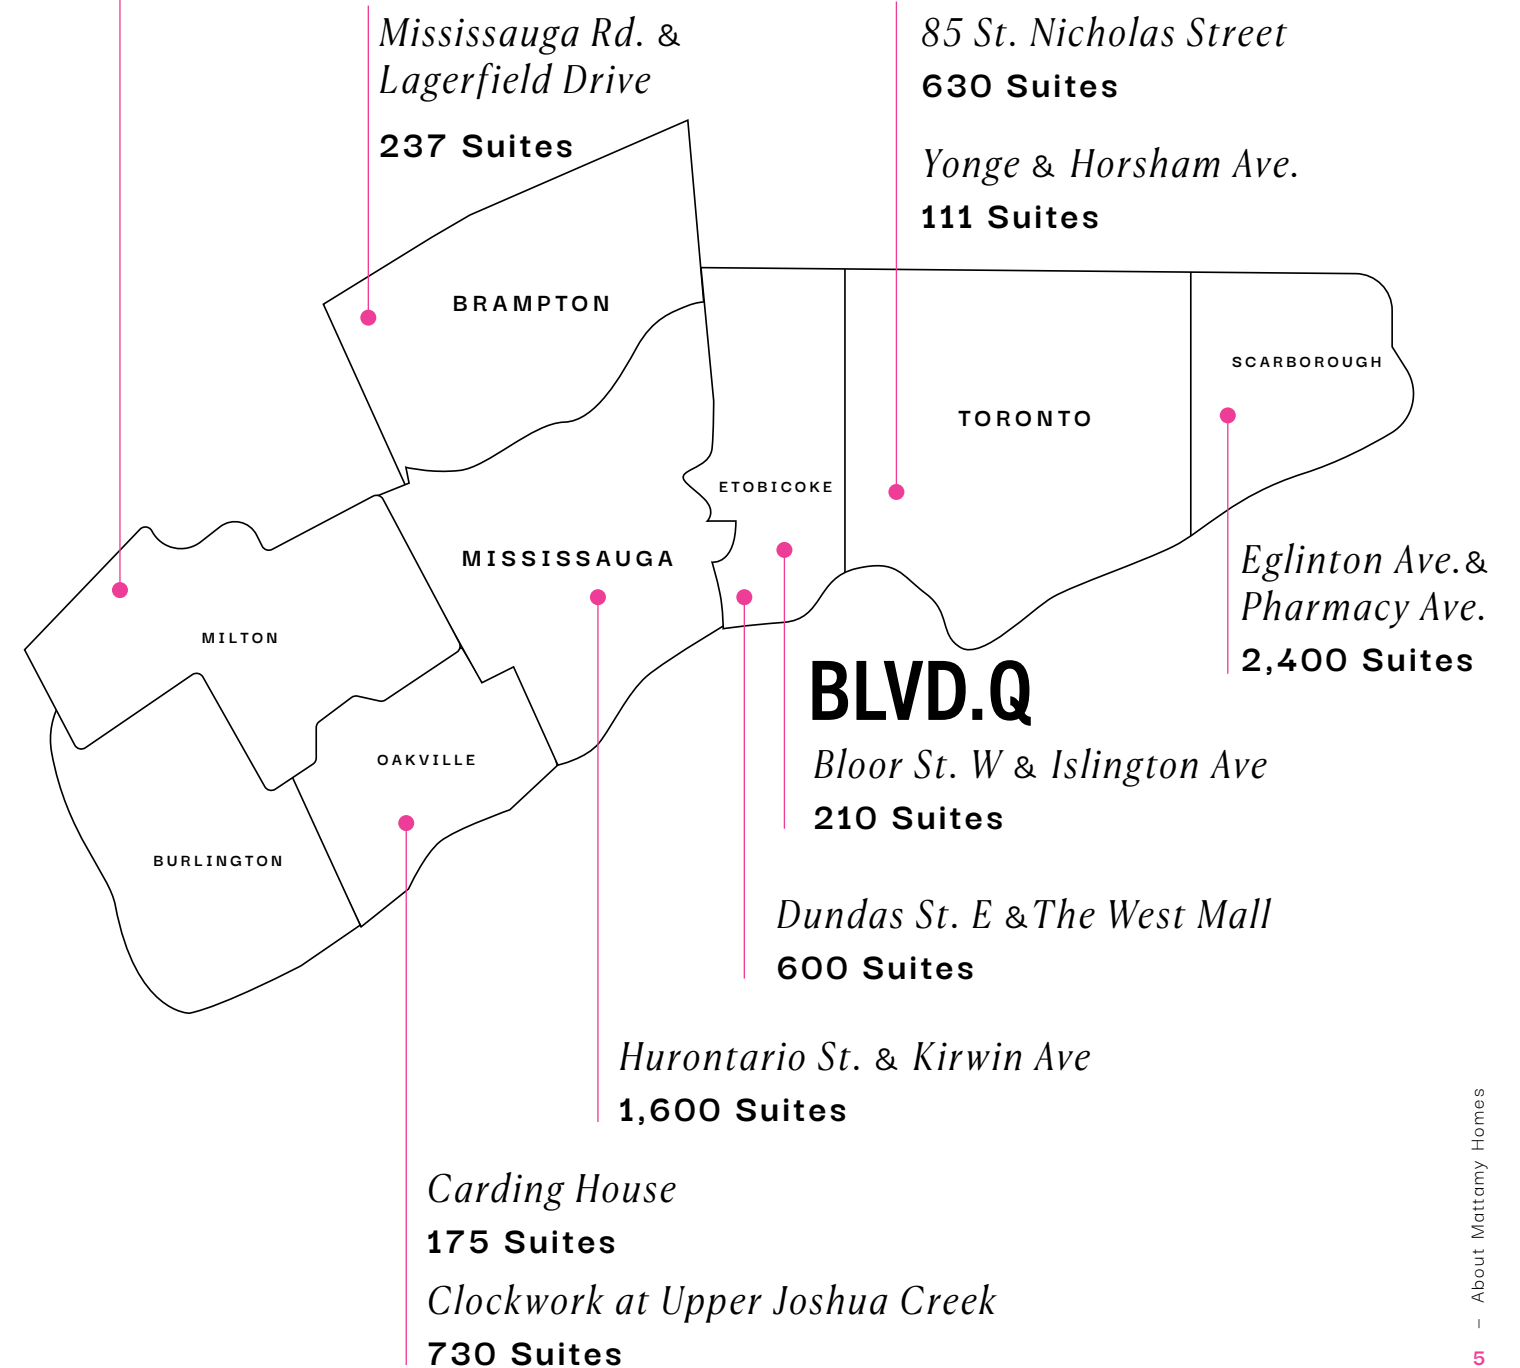 Mississauga Rd. &
Lagerfield Drive
237 Suites
85 St. Nicholas Street
630 Suites
Yonge & Horsham Ave.
111 Suites
BRAMPTON
SCARBOROUGH
TORONTO
ETOBICOKE
MISSISSAUGA
MILTON
OAKVILLE
BURLINGTON
Eglinton Ave.&
Pharmacy Ave.
2,400 Suites
BLVD.Q
Bloor St. W & Islington Ave
210 Suites
Dundas St. E &The West Mall
600 Suites
Hurontario St. & Kirwin Ave
1,600 Suites
Carding House
175 Suites
Clockwork at Upper Joshua Creek
730 Suites
5 – About Mattamy Homes